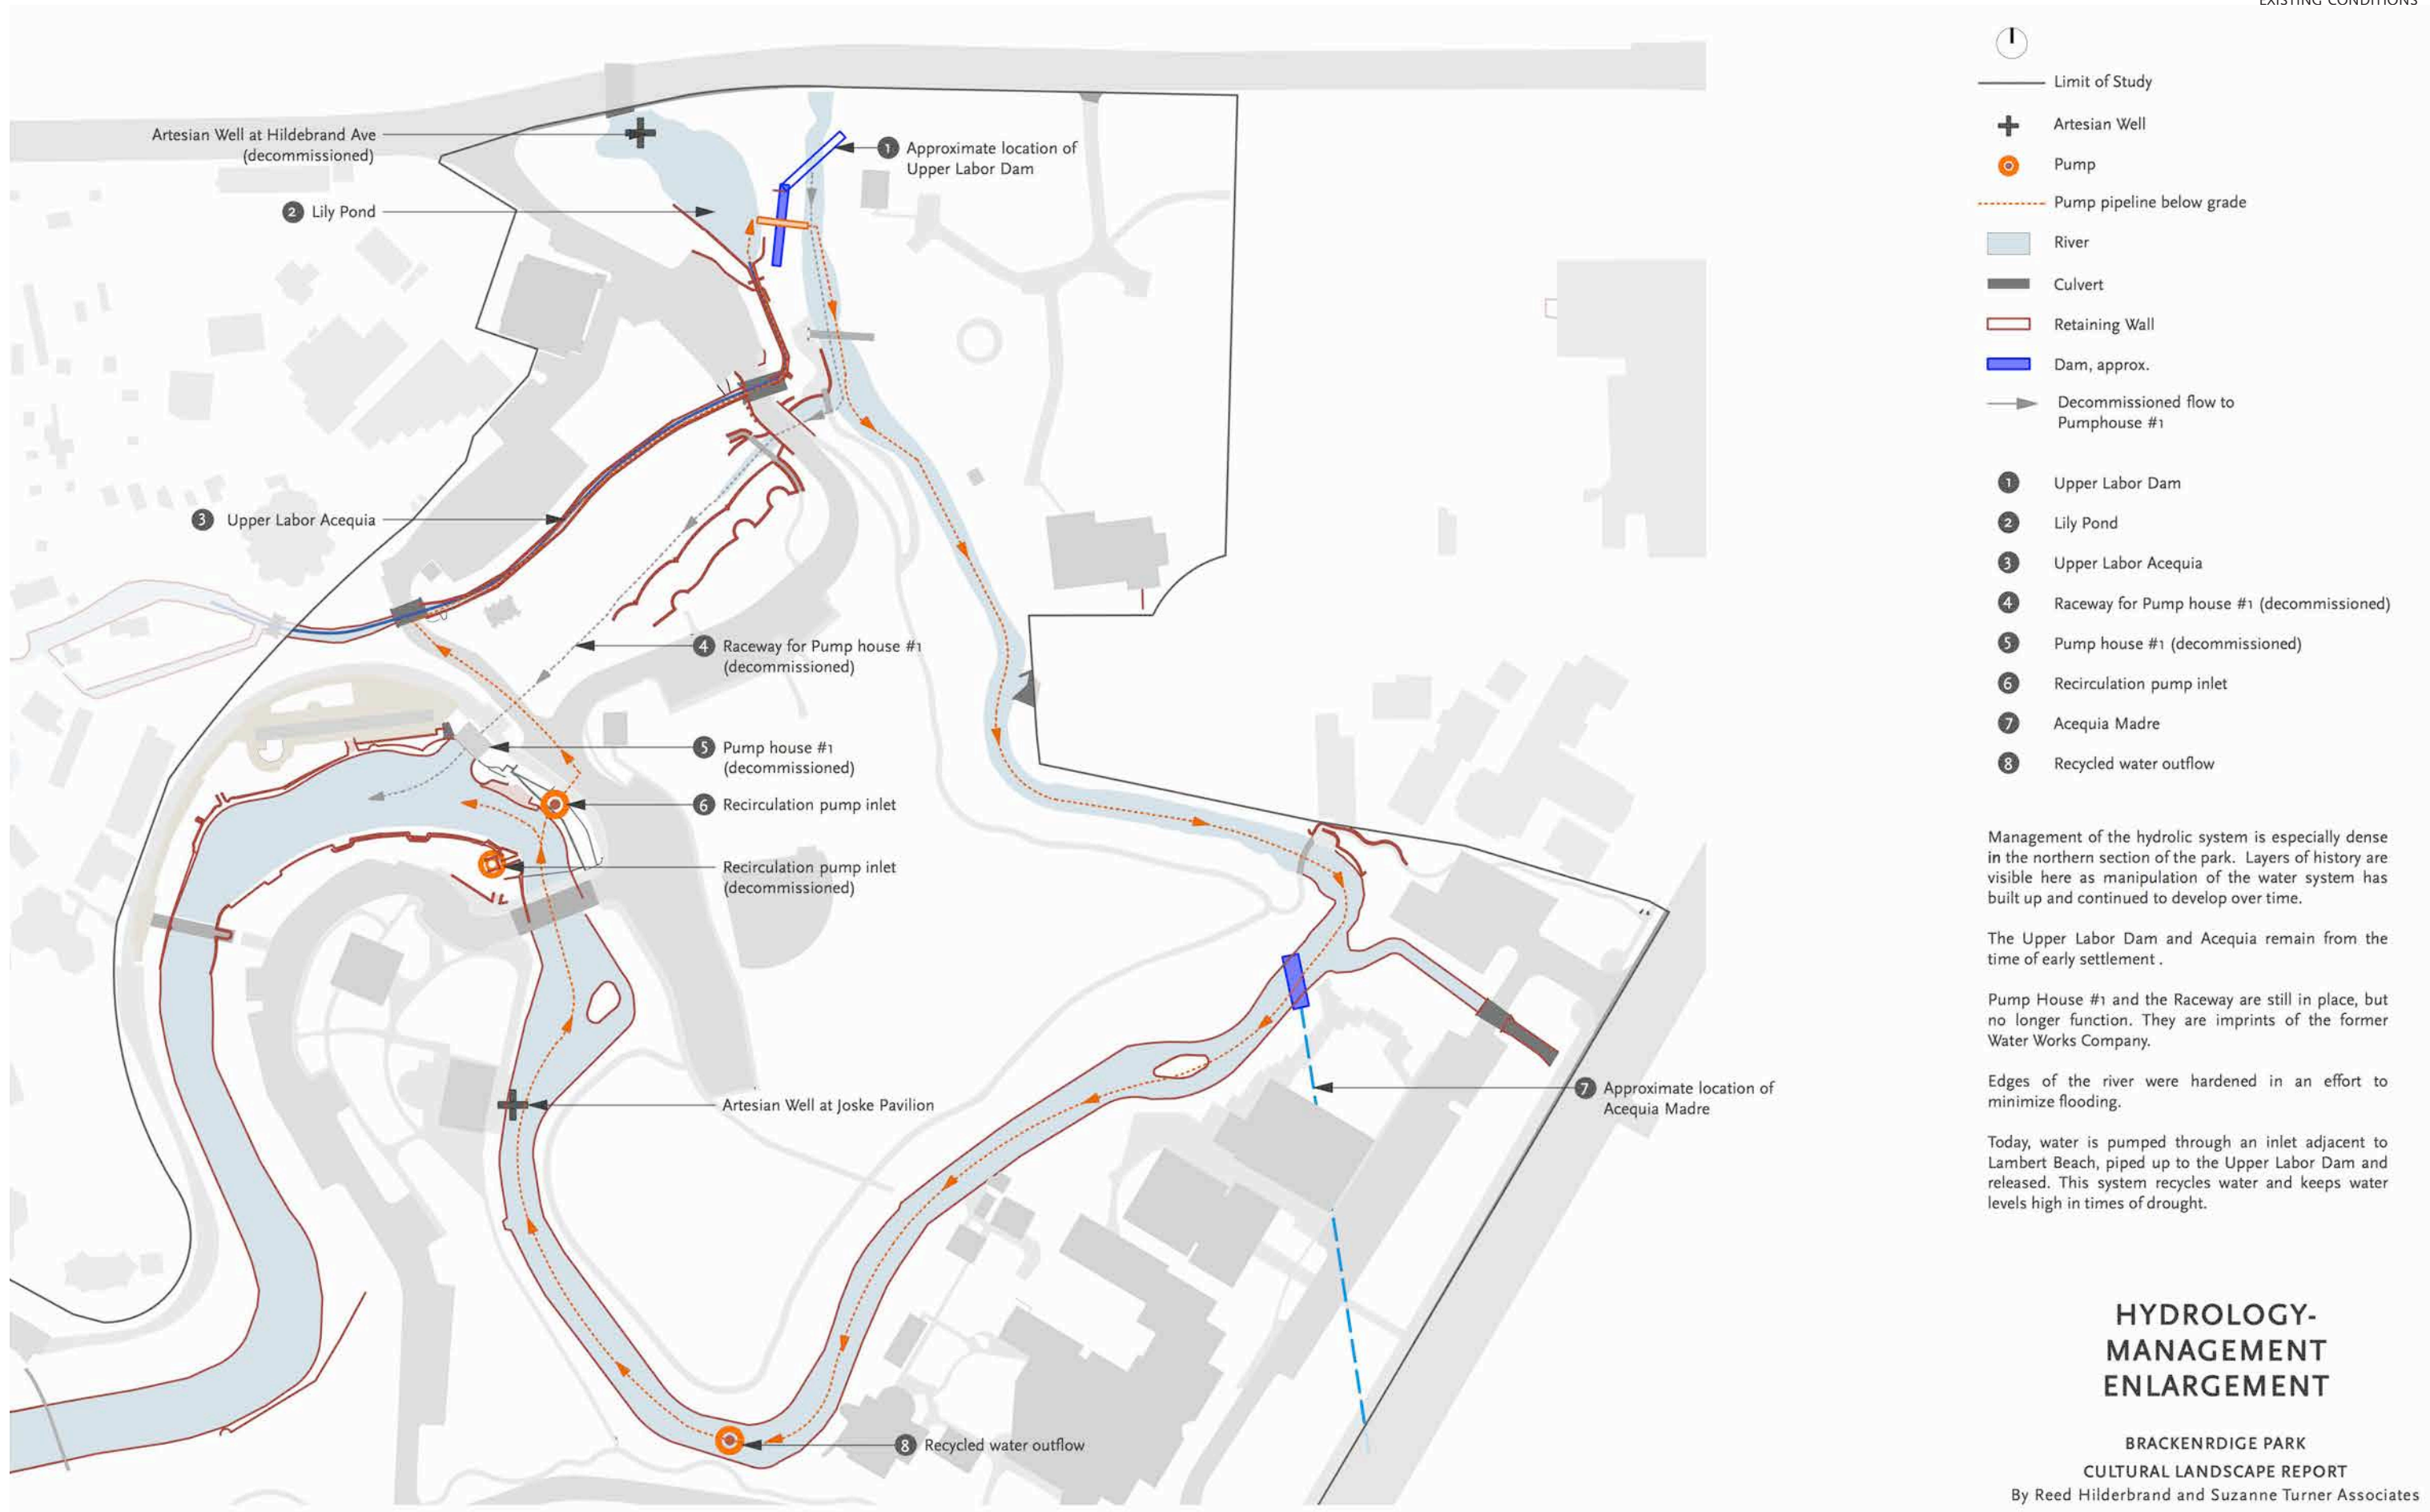 EXISTING CONDITIONS
Artesian Well at Hildebrand Ave
(decommissioned)
1 Approximate location of
Upper Labor Dam
2 Lily Pond
3 Upper Labor Acequia
4 Raceway for Pump house #1
(decommissioned)
5 Pump house #1
(decommissioned)
6 Recirculation pump inlet
Recirculation pump inlet
(decommissioned)
Artesian Well at Joske Pavilion
7 Approximate location of
Acequia Madre
8 Recycled water outflow
Limit of Study
Artesian Well
Pump
Pump pipeline below grade
River
Culvert
Retaining Wall
Dam, approx.
Decommissioned flow to
Pumphouse #1
1 Upper Labor Dam
2 Lily Pond
3 Upper Labor Acequia
4 Raceway for Pump house #1 (decommissioned)
5 Pump house #1 (decommissioned)
6 Recirculation pump inlet
7 Acequia Madre
8 Recycled water outflow
Management of the hydrolic system is especially dense
in the northern section of the park. Layers of history are
visible here as manipulation of the water system has
built up and continued to develop over time.
The Upper Labor Dam and Acequia remain from the
time of early settlement .
Pump House #1 and the Raceway are still in place, but
no longer function. They are imprints of the former
Water Works Company.
Edges of the river were hardened in an effort to
minimize flooding.
Today, water is pumped through an inlet adjacent to
Lambert Beach, piped up to the Upper Labor Dam and
released. This system recycles water and keeps water
levels high in times of drought.
HYDROLOGY-
MANAGEMENT
ENLARGEMENT
BRACKENRDIGE PARK
CULTURAL LANDSCAPE REPORT
By Reed Hilderbrand and Suzanne Turner Associates